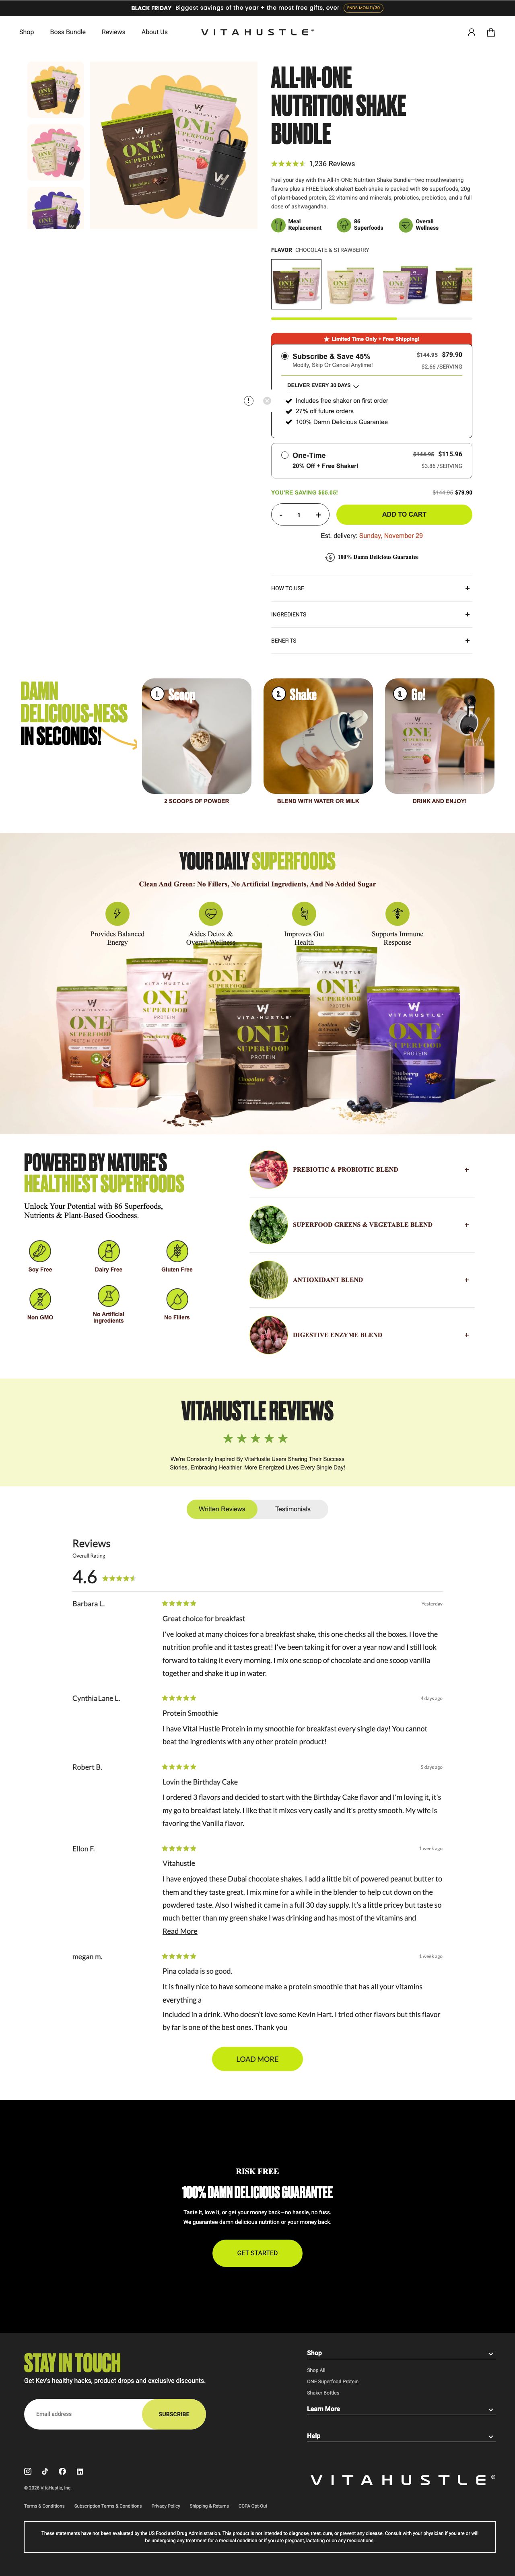 BLACK FRIDAY Biggest savings of the year + the most free gifts, ever ENDS MON 11/30
Shop Boss Bundle Reviews About Us
VITAHUSTLE®
ALL-IN-ONE
NUTRITION SHAKE
BUNDLE
1,236 Reviews
Fuel your day with the All-In-ONE Nutrition Shake Bundle—two mouthwatering
flavors plus a FREE black shaker! Each shake is packed with 86 superfoods, 20g
of plant-based protein, 22 vitamins and minerals, probiotics, prebiotics, and a full
dose of ashwagandha.
Meal
Replacement
86
Superfoods
Overall
Wellness
FLAVOR CHOCOLATE & STRAWBERRY
Limited Time Only + Free Shipping!
Subscribe & Save 45% $144.95 $79.90
Modify, Skip Or Cancel Anytime! $2.66 /SERVING
DELIVER EVERY 30 DAYS
Includes free shaker on first order
27% off future orders
100% Damn Delicious Guarantee
One-Time $144.95 $115.96
20% Off + Free Shaker! $3.86 /SERVING
YOU'RE SAVING $65.05! $144.95 $79.90
- 1 +
ADD TO CART
Est. delivery: Sunday, November 29
100% Damn Delicious Guarantee
HOW TO USE +
INGREDIENTS +
BENEFITS +
DAMN
DELICIOUS-NESS
IN SECONDS!
1. Scoop
2 SCOOPS OF POWDER
2. Shake
BLEND WITH WATER OR MILK
3. Go!
DRINK AND ENJOY!
YOUR DAILY SUPERFOODS
Clean And Green: No Fillers, No Artificial Ingredients, And No Added Sugar
Provides Balanced
Energy
Aides Detox &
Overall Wellness
Improves Gut
Health
Supports Immune
Response
VITAHUSTLE
ONE
SUPERFOOD
PROTEIN
Chocolate
POWERED BY NATURE'S
HEALTHIEST SUPERFOODS
Unlock Your Potential with 86 Superfoods,
Nutrients & Plant-Based Goodness.
Soy Free
Dairy Free
Gluten Free
Non GMO
No Artificial
Ingredients
No Fillers
PREBIOTIC & PROBIOTIC BLEND +
SUPERFOOD GREENS & VEGETABLE BLEND +
ANTIOXIDANT BLEND +
DIGESTIVE ENZYME BLEND +
VITAHUSTLE REVIEWS
We're Constantly Inspired By VitaHustle Users Sharing Their Success
Stories, Embracing Healthier, More Energized Lives Every Single Day!
Written Reviews Testimonials
Reviews
Overall Rating
4.6
Barbara L. Yesterday
Great choice for breakfast
I've looked at many choices for a breakfast shake, this one checks all the boxes. I love the
nutrition profile and it tastes great! I've been taking it for over a year now and I still look
forward to taking it every morning. I mix one scoop of chocolate and one scoop vanilla
together and shake it up in water.
CynthiaLane L. 4 days ago
Protein Smoothie
I have Vital Hustle Protein in my smoothie for breakfast every single day! You cannot
beat the ingredients with any other protein product!
Robert B. 5 days ago
Lovin the Birthday Cake
I ordered 3 flavors and decided to start with the Birthday Cake flavor and I'm loving it, it's
my go to breakfast lately. I like that it mixes very easily and it's pretty smooth. My wife is
favoring the Vanilla flavor.
Ellon F. 1 week ago
Vitahustle
I have enjoyed these Dubai chocolate shakes. I add a little bit of powered peanut butter to
them and they taste great. I mix mine for a while in the blender to help cut down on the
powdered taste. Also I wished it came in a full 30 day supply. It's a little pricey but taste so
much better than my green shake I was drinking and has most of the vitamins and
Read More
megan m. 1 week ago
Pina colada is so good.
It is finally nice to have someone make a protein smoothie that has all your vitamins
everything a
Included in a drink. Who doesn't love some Kevin Hart. I tried other flavors but this flavor
by far is one of the best ones. Thank you
LOAD MORE
RISK FREE
100% DAMN DELICIOUS GUARANTEE
Taste it, love it, or get your money back—no hassle, no fuss.
We guarantee damn delicious nutrition or your money back.
GET STARTED
STAY IN TOUCH
Get Kev's healthy hacks, product drops and exclusive discounts.
Email address SUBSCRIBE
Shop
Shop All
ONE Superfood Protein
Shaker Bottles
Learn More
Help
© 2026 VitaHustle, Inc.
VITAHUSTLE®
Terms & Conditions Subscription Terms & Conditions Privacy Policy Shipping & Returns CCPA Opt-Out
These statements have not been evaluated by the US Food and Drug Administration. This product is not intended to diagnose, treat, cure, or prevent any disease. Consult with your physician if you are or will
be undergoing any treatment for a medical condition or if you are pregnant, lactating or on any medications.